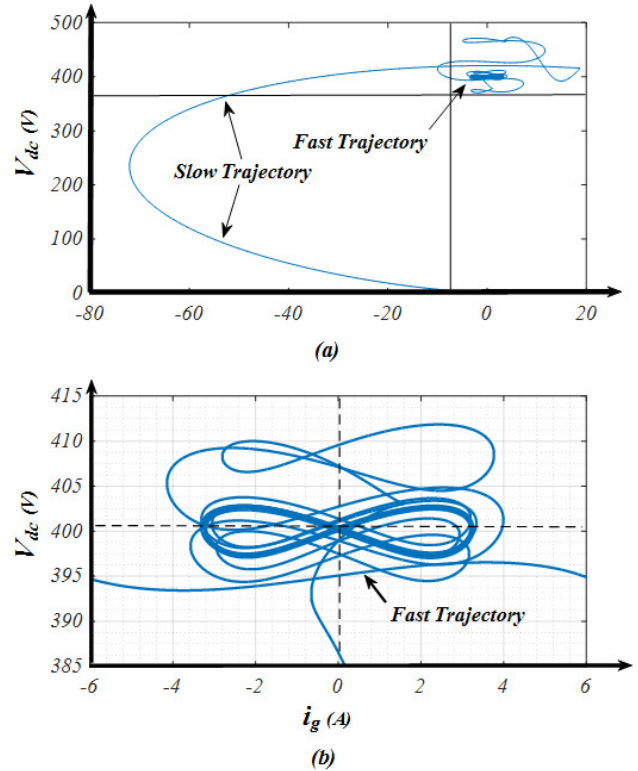 500
400
300
200
100
0
V_dc (V)
Fast Trajectory
Slow Trajectory
-80 -60 -40 -20 0 20
(a)
415
410
405
400
395
390
385
V_dc (V)
Fast Trajectory
-6 -4 -2 0 2 4 6
i_g (A)
(b)